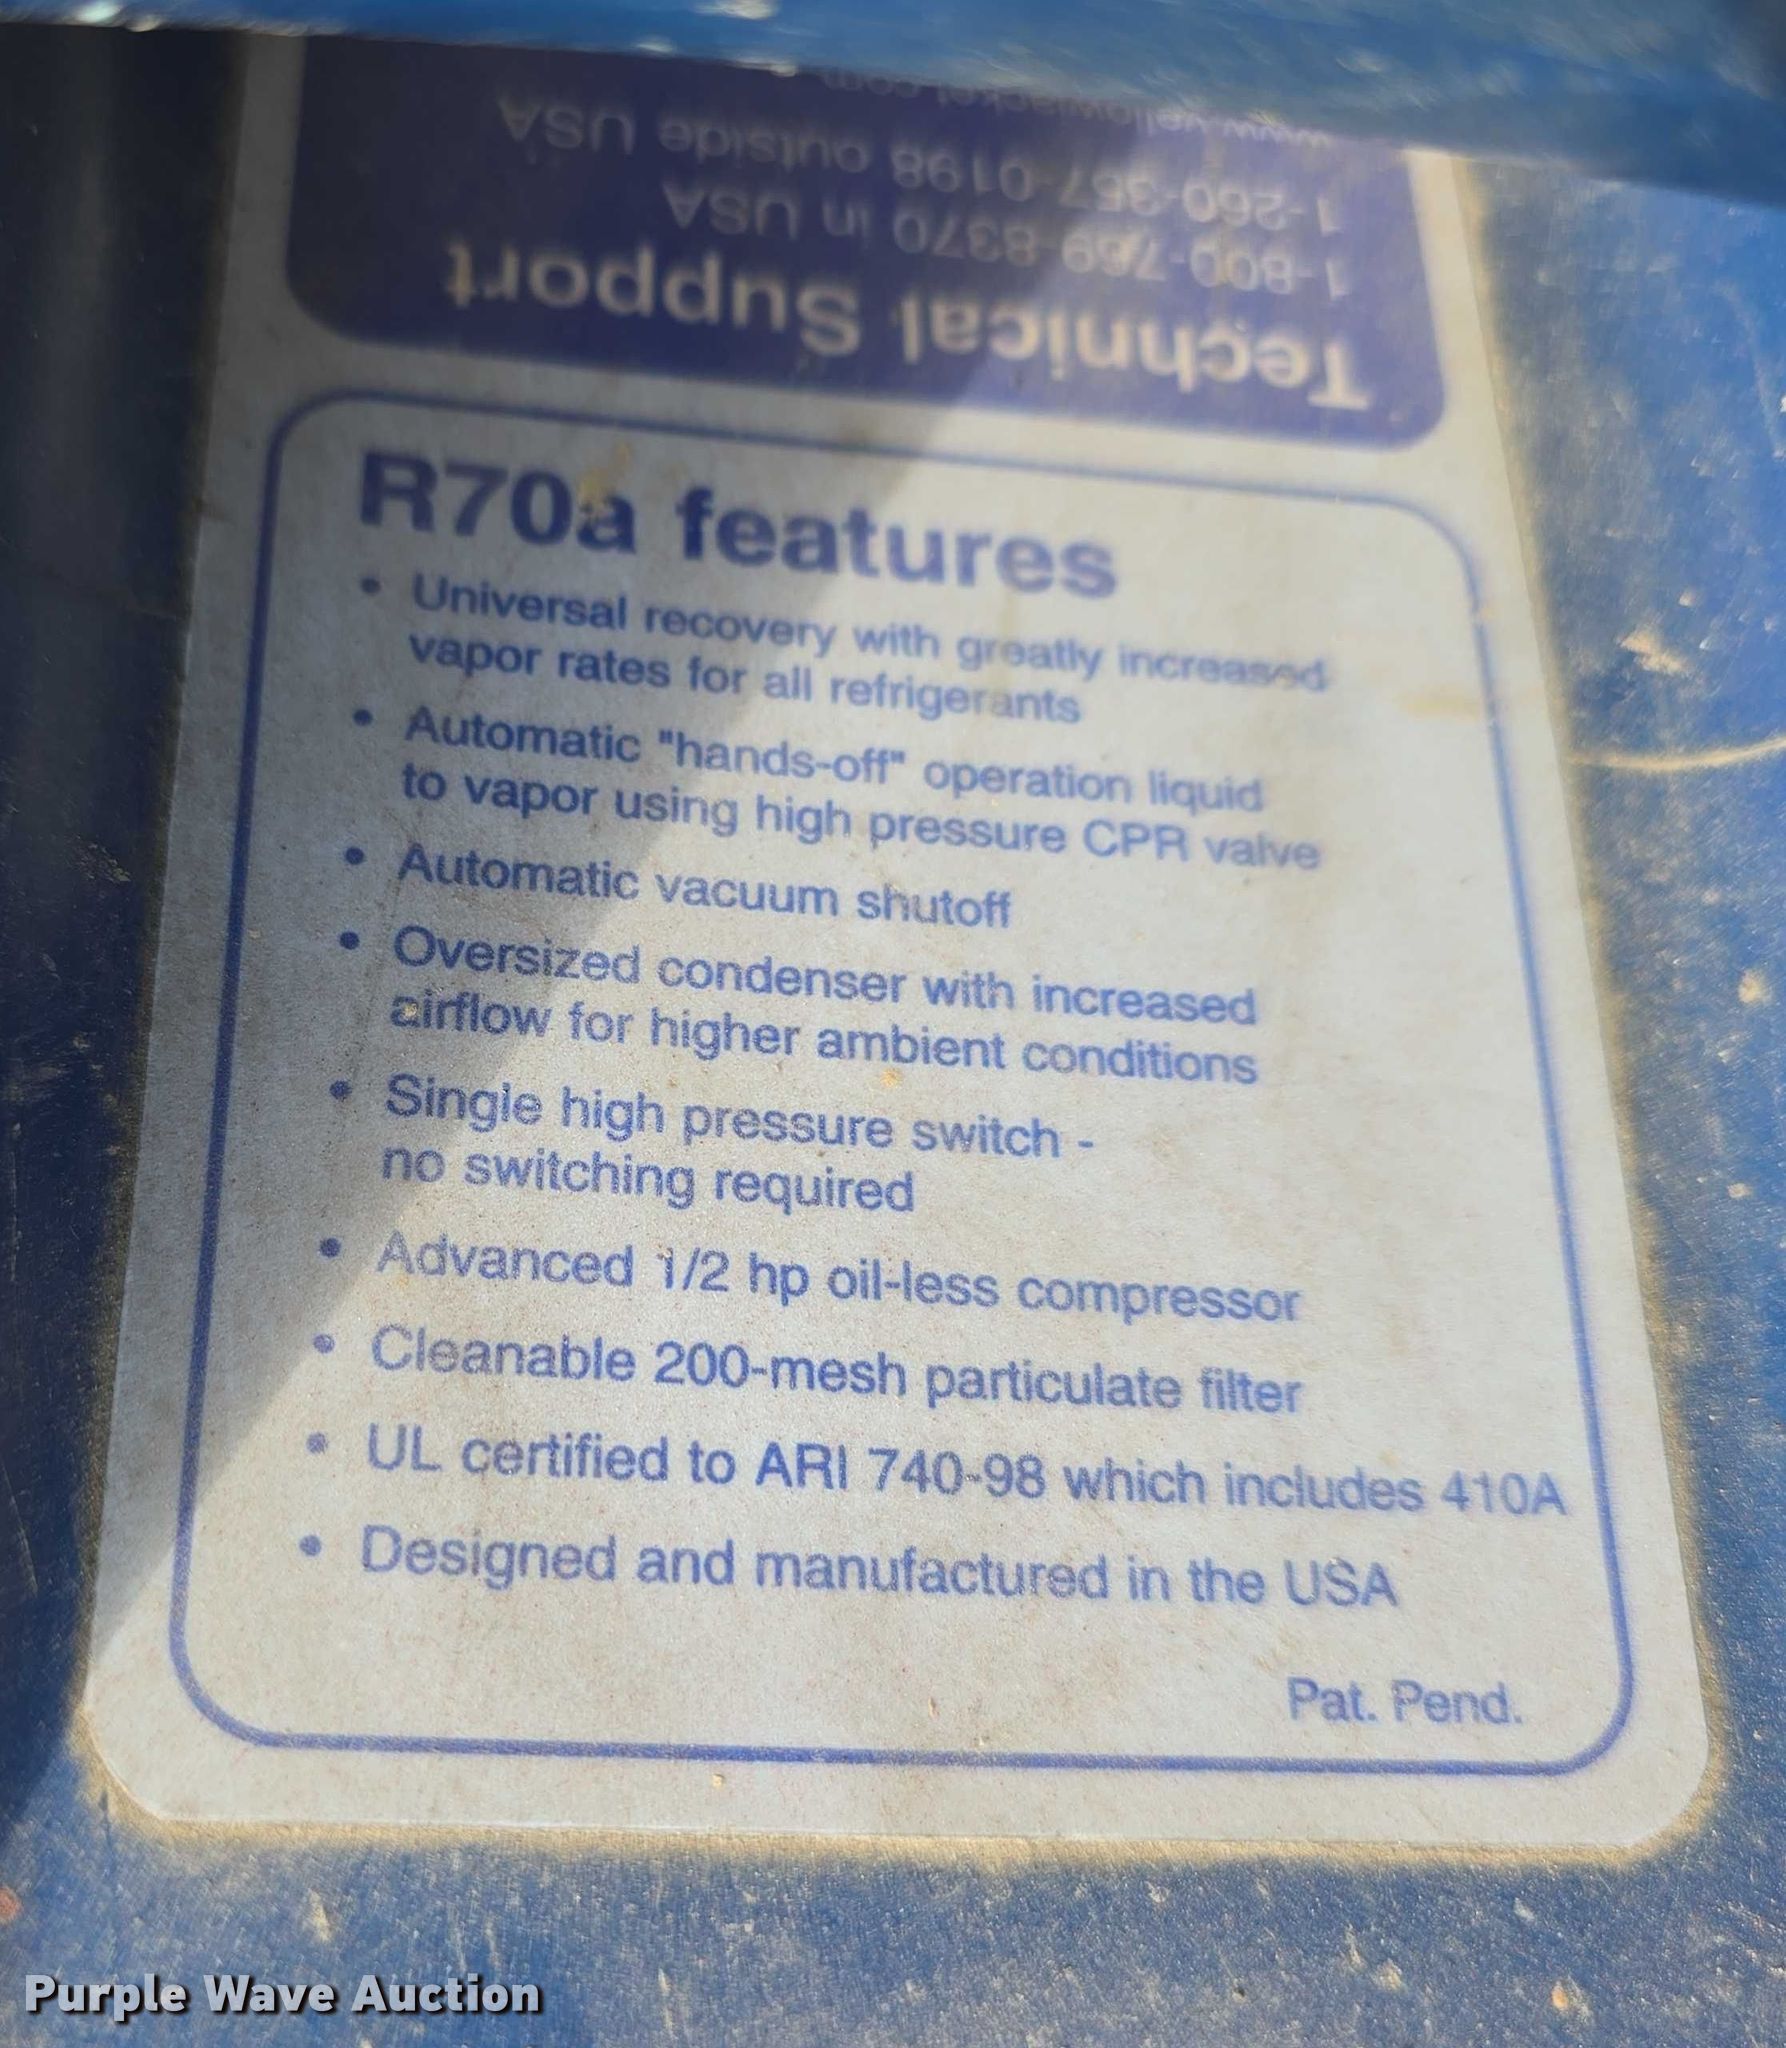 Technical Support
1-800-769-8370 in USA
1-260-357-0198 outside USA
www.yellowjacket.com
R70a features
• Universal recovery with greatly increased
vapor rates for all refrigerants
• Automatic "hands-off" operation liquid
to vapor using high pressure CPR valve
• Automatic vacuum shutoff
• Oversized condenser with increased
airflow for higher ambient conditions
• Single high pressure switch -
no switching required
• Advanced 1/2 hp oil-less compressor
• Cleanable 200-mesh particulate filter
• UL certified to ARI 740-98 which includes 410A
• Designed and manufactured in the USA
Pat. Pend.
Purple Wave Auction